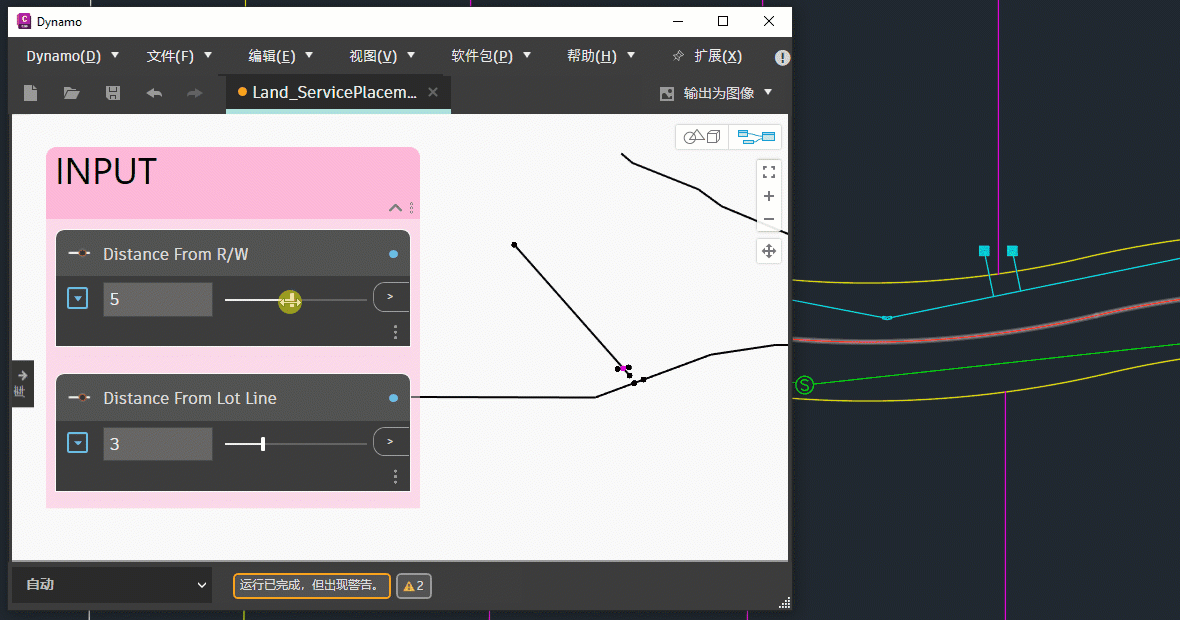 Dynamo
Dynamo(D) 文件(F) 编辑(E) 视图(V) 软件包(P) 帮助(H) 扩展(X)
Land_ServicePlacem... 输出为图像
INPUT
Distance From R/W
5
>
Distance From Lot Line
3
>
库
S
自动 运行已完成，但出现警告。 2